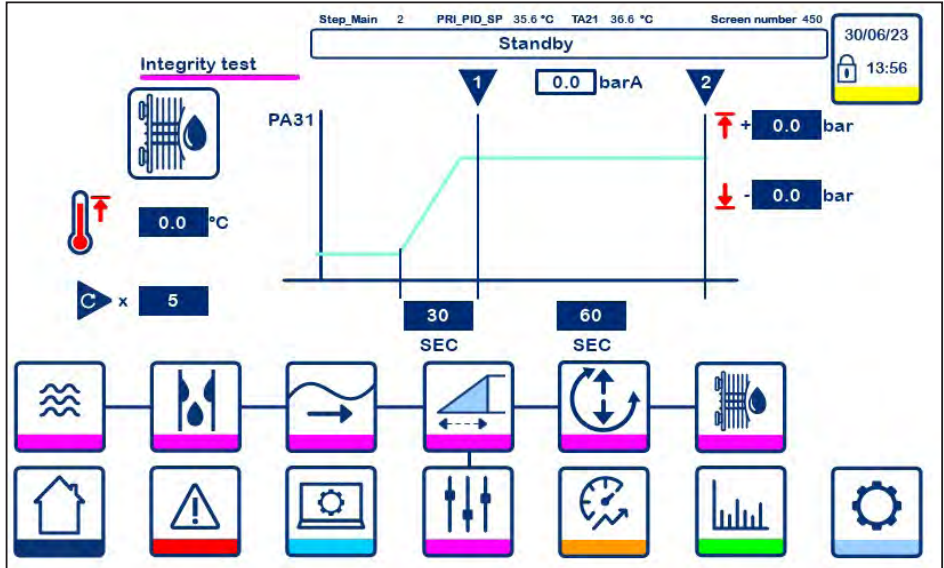 Step_Main 2 PRI_PID_SP 35.6 °C TA21 36.6 °C Screen number 450
Standby
30/06/23
13:56
Integrity test
1
0.0 barA
2
PA31
+ 0.0 bar
- 0.0 bar
0.0 °C
x 5
30
SEC
60
SEC